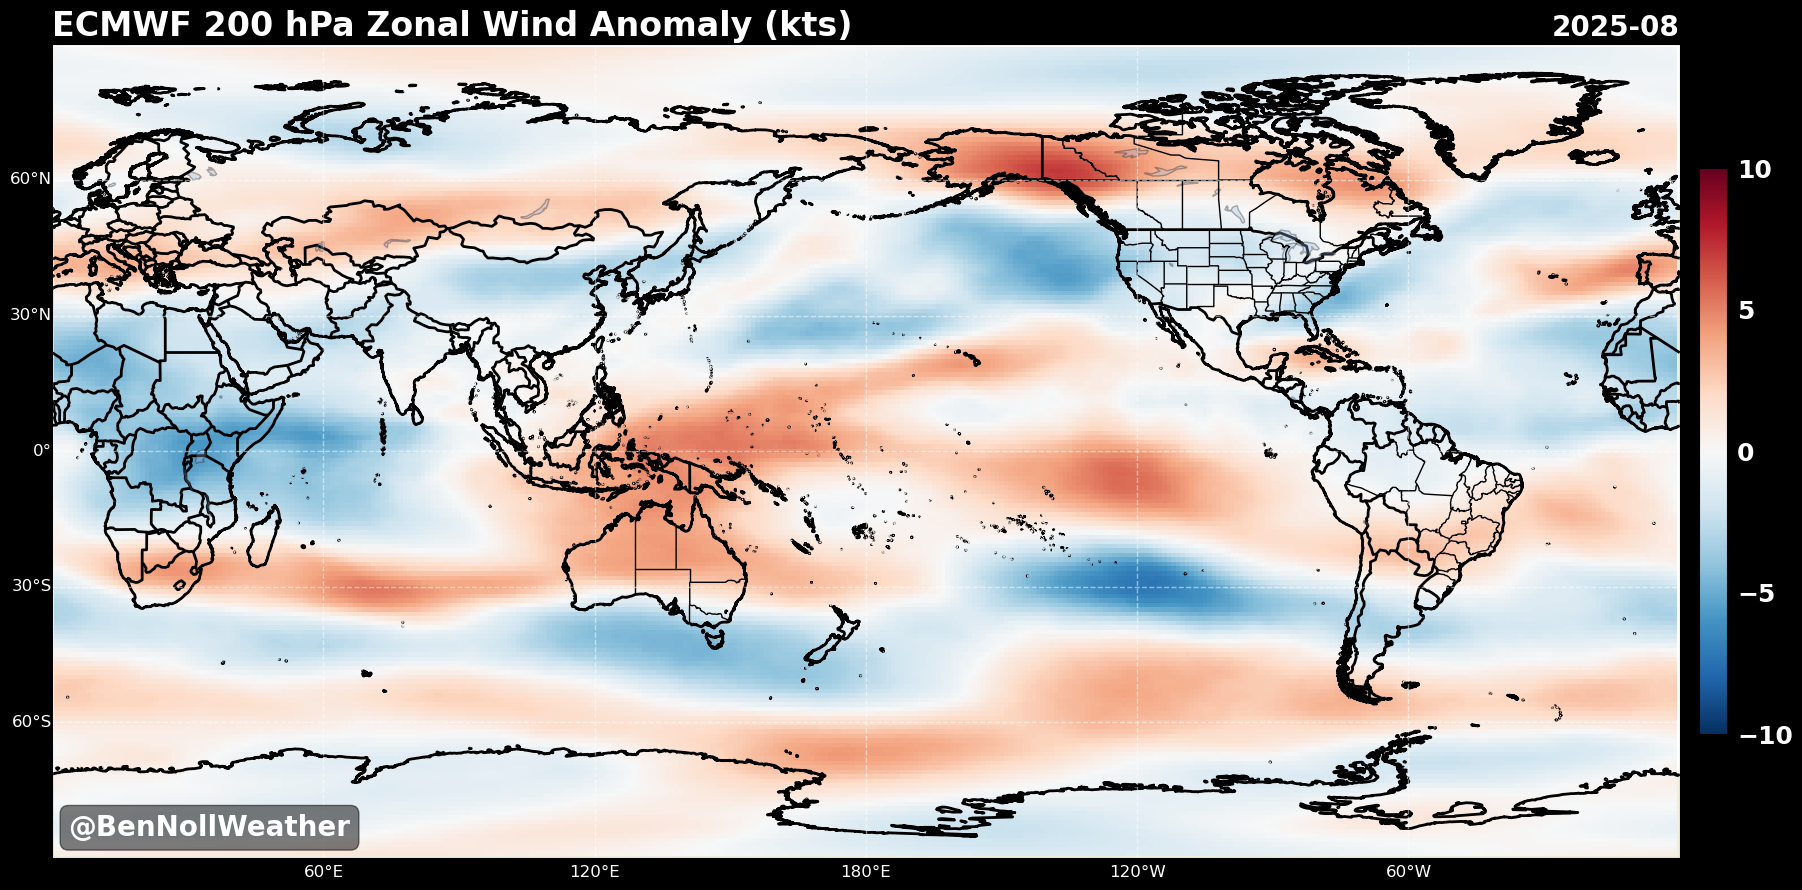 ECMWF 200 hPa Zonal Wind Anomaly (kts)
2025-08
60°N
30°N
0°
30°S
60°S
60°E
120°E
180°E
120°W
60°W
10
5
0
−5
−10
@BenNollWeather